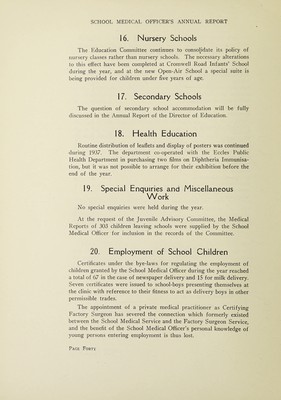 SCHOOL MEDICAL OFFICER'S ANNUAL REPORT
16. Nursery Schools
The Education Committee continues to consolidate its policy of
nursery classes rather than nursery schools. The necessary alterations
to this effect have been completed at Cromwell Road Infants' School
during the year, and at the new Open-Air School a special suite is
being provided for children under five years of age.
17. Secondary Schools
The question of secondary school accommodation will be fully
discussed in the Annual Report of the Director of Education.
18. Health Education
Routine distribution of leaflets and display of posters was continued
during 1937. The department co-operated with the Eccles Public
Health Department in purchasing two films on Diphtheria Immunisa-
tion, but it was not possible to arrange for their exhibition before the
end of the year.
19. Special Enquiries and Miscellaneous
Work
No special enquiries were held during the year.
At the request of the Juvenile Advisory Committee, the Medical
Reports of 303 children leaving schools were supplied by the School
Medical Officer for inclusion in the records of the Committee.
20. Employment of School Children
Certificates under the bye-laws for regulating the employment of
children granted by the School Medical Officer during the year reached
a total of 67 in the case of newspaper delivery and 15 for milk delivery.
Seven certificates were issued to school-boys presenting themselves at
the clinic with reference to their fitness to act as delivery boys in other
permissible trades.
The appointment of a private medical practitioner as Certifying
Factory Surgeon has severed the connection which formerly existed
between the School Medical Service and the Factory Surgeon Service,
and the benefit of the School Medical Officer's personal knowledge of
young persons entering employment is thus lost.
PAGE FORTY